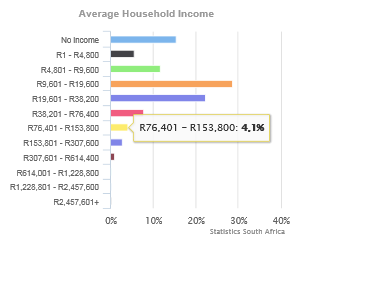 Average Household Income
No income
R1 - R4,800
R4,801 - R9,600
R9,601 - R19,600
R19,601 - R38,200
R38,201 - R76,400
R76,401 - R153,800
R76,401 - R153,800: 4.1%
R153,801 - R307,600
R307,601 - R614,400
R614,001 - R1,228,800
R1,228,801 - R2,457,600
R2,457,601+
0% 10% 20% 30% 40%
Statistics South Africa